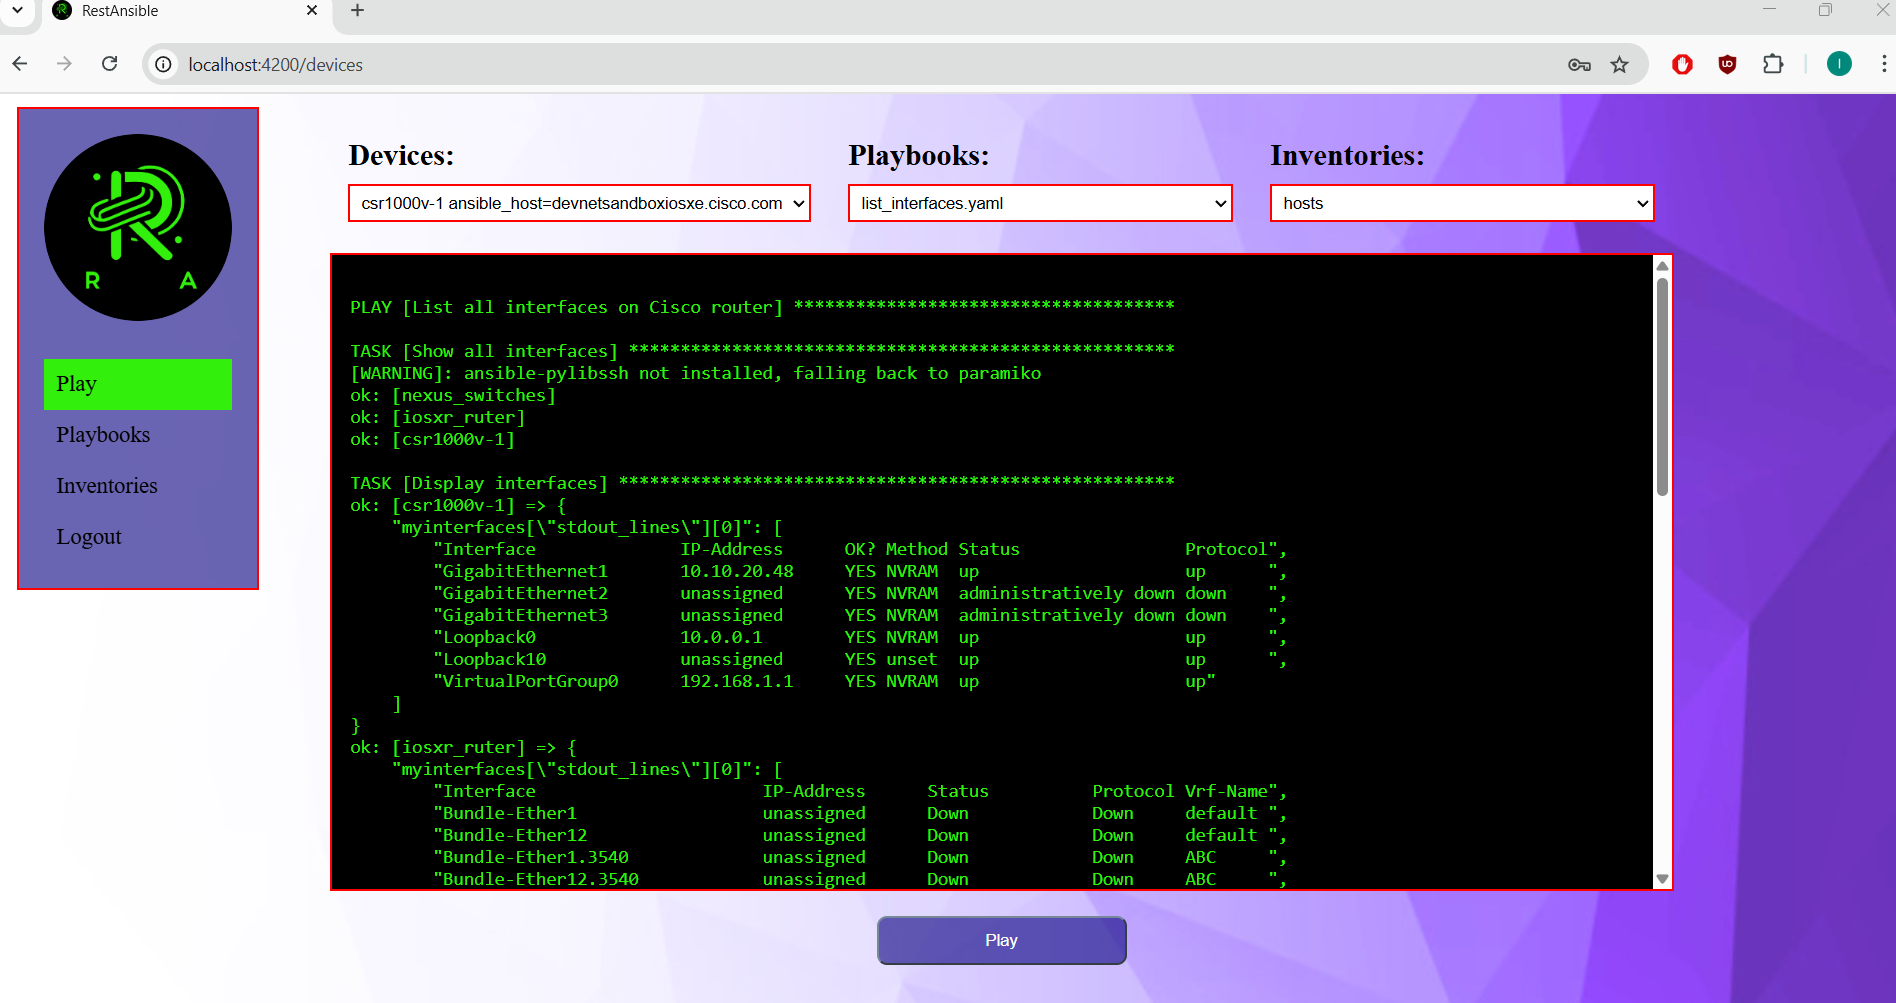 RestAnsible
localhost:4200/devices
R A
Play
Playbooks
Inventories
Logout
Devices: Playbooks: Inventories:
csr1000v-1 ansible_host=devnetsandboxiosxe.cisco.com list_interfaces.yaml hosts
PLAY [List all interfaces on Cisco router] *************************************
TASK [Show all interfaces] *****************************************************
[WARNING]: ansible-pylibssh not installed, falling back to paramiko
ok: [nexus_switches]
ok: [iosxr_ruter]
ok: [csr1000v-1]
TASK [Display interfaces] ******************************************************
ok: [csr1000v-1] => {
    "myinterfaces[\"stdout_lines\"][0]": [
        "Interface              IP-Address      OK? Method Status                Protocol",
        "GigabitEthernet1       10.10.20.48     YES NVRAM  up                    up      ",
        "GigabitEthernet2       unassigned      YES NVRAM  administratively down down    ",
        "GigabitEthernet3       unassigned      YES NVRAM  administratively down down    ",
        "Loopback0              10.0.0.1        YES NVRAM  up                    up      ",
        "Loopback10             unassigned      YES unset  up                    up      ",
        "VirtualPortGroup0      192.168.1.1     YES NVRAM  up                    up"
    ]
}
ok: [iosxr_ruter] => {
    "myinterfaces[\"stdout_lines\"][0]": [
        "Interface                      IP-Address      Status          Protocol Vrf-Name",
        "Bundle-Ether1                  unassigned      Down            Down     default ",
        "Bundle-Ether12                 unassigned      Down            Down     default ",
        "Bundle-Ether1.3540             unassigned      Down            Down     ABC     ",
        "Bundle-Ether12.3540            unassigned      Down            Down     ABC     ",
Play